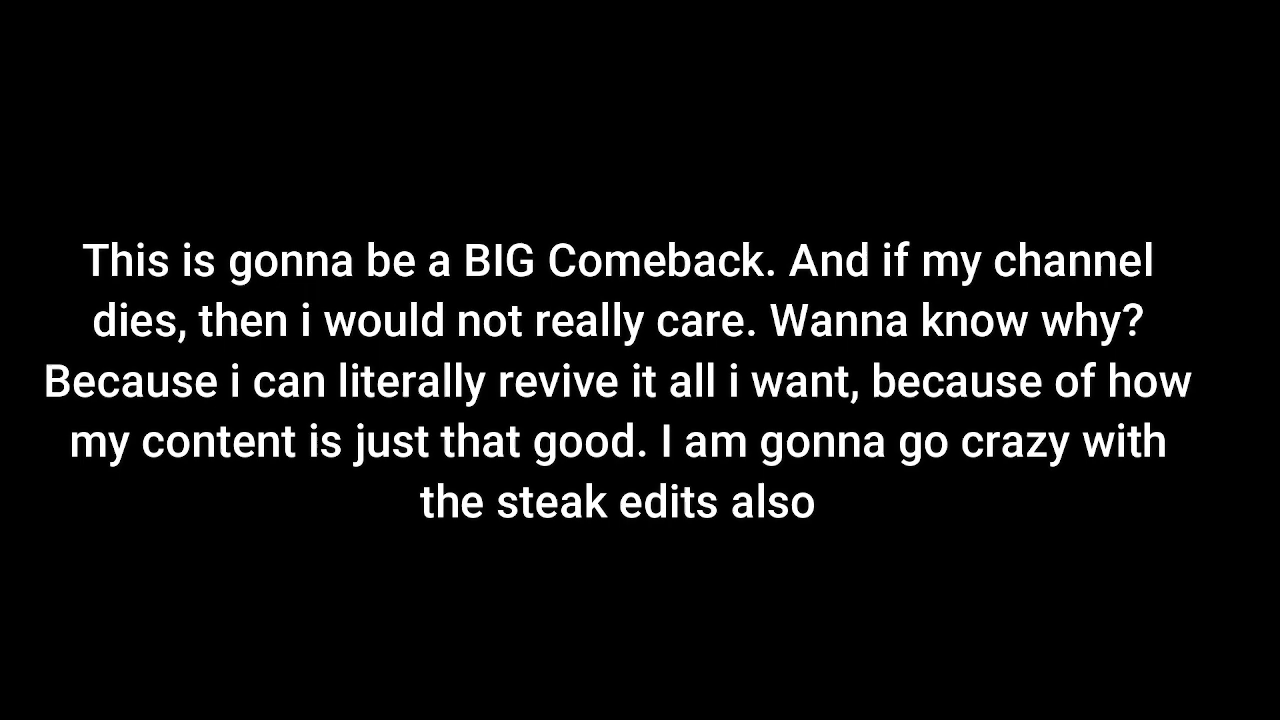 This is gonna be a BIG Comeback. And if my channel
dies, then i would not really care. Wanna know why?
Because i can literally revive it all i want, because of how
my content is just that good. I am gonna go crazy with
the steak edits also